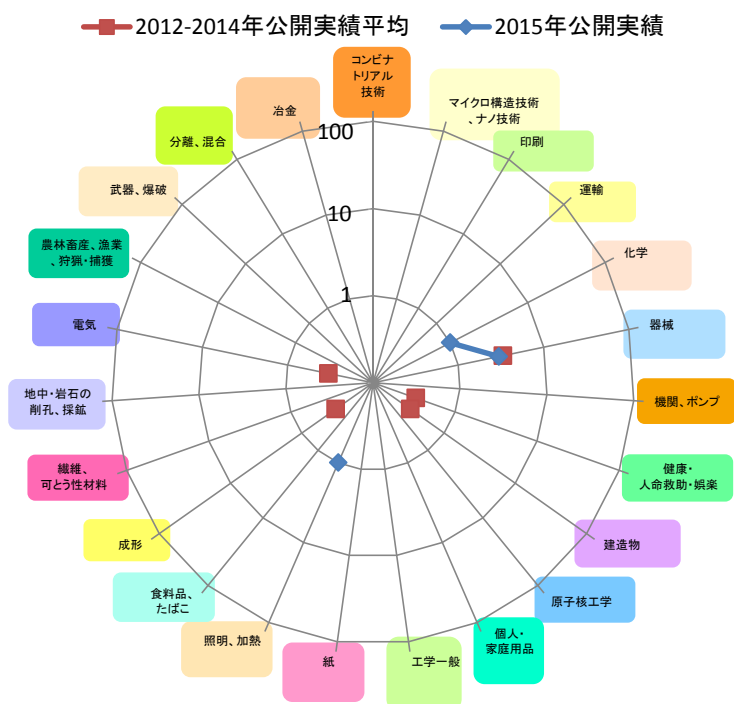 2012-2014年公開実績平均
2015年公開実績
コンビナ
トリアル
技術
マイクロ構造技術
、ナノ技術
印刷
運輸
化学
器械
機関、ポンプ
健康・
人命救助・娯楽
建造物
原子核工学
個人・
家庭用品
工学一般
紙
照明、加熱
食料品、
たばこ
成形
繊維、
可とう性材料
地中・岩石の
削孔、採鉱
電気
農林畜産、漁業
、狩猟・捕獲
武器、爆破
分離、混合
冶金
100
10
1